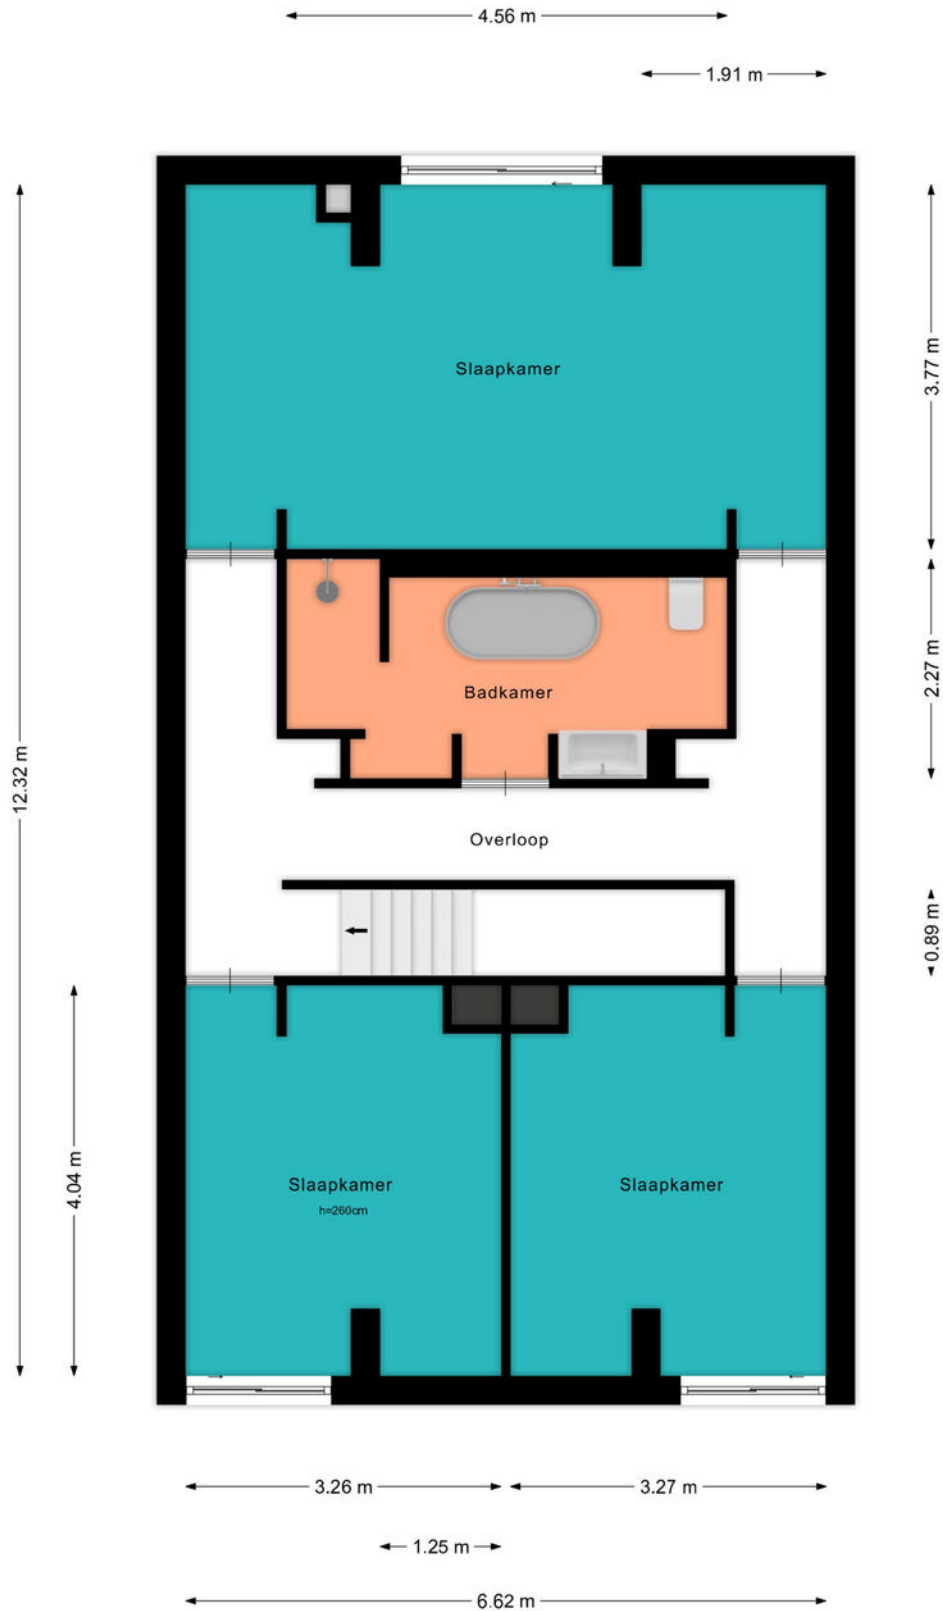 4.56 m
1.91 m
Slaapkamer
3.77 m
2.27 m
Badkamer
12.32 m
Overloop
0.89 m
4.04 m
Slaapkamer
h=260cm
Slaapkamer
3.26 m
3.27 m
1.25 m
6.62 m